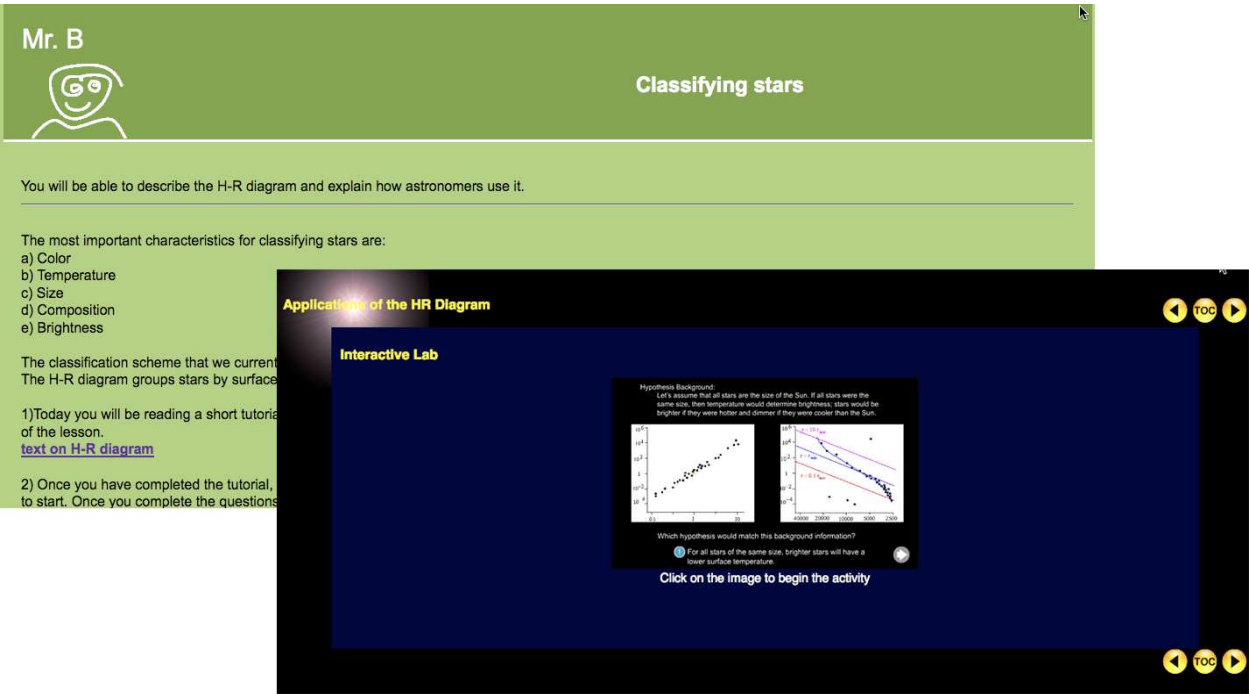 Mr. B
Classifying stars
You will be able to describe the H-R diagram and explain how astronomers use it.
The most important characteristics for classifying stars are:
a) Color
b) Temperature
c) Size
d) Composition
e) Brightness
The classification scheme that we current
The H-R diagram groups stars by surface
1)Today you will be reading a short tutoria
of the lesson.
text on H-R diagram
2) Once you have completed the tutorial,
to start. Once you complete the questions
Applications of the HR Diagram
TOC
Interactive Lab
Hypothesis Background:
Let's assume that all stars are the size of the Sun. If all stars were the
same size, then temperature would determine brightness; stars would be
brighter if they were hotter and dimmer if they were cooler than the Sun.
40000 20000 10000 5000 2500
Which hypothesis would match this background information?
1 For all stars of the same size, brighter stars will have a
lower surface temperature.
Click on the image to begin the activity
TOC